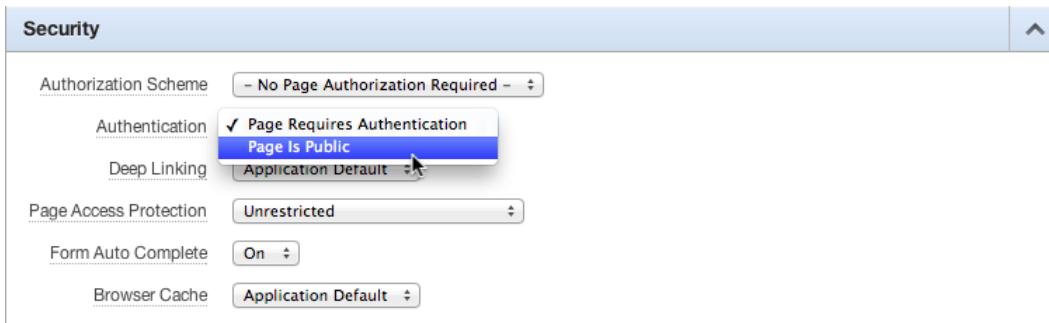 Security
Authorization Scheme – No Page Authorization Required –
Authentication ✓ Page Requires Authentication
Page Is Public
Deep Linking Application Default
Page Access Protection Unrestricted
Form Auto Complete On
Browser Cache Application Default